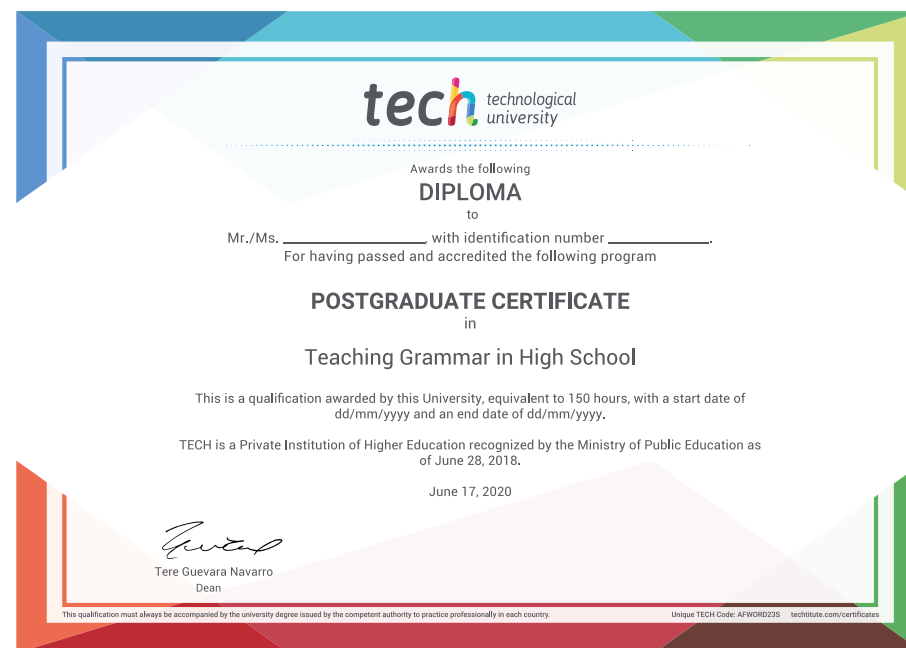 tech technological
university
Awards the following
DIPLOMA
to
Mr./Ms. ____________________, with identification number ______________.
For having passed and accredited the following program
POSTGRADUATE CERTIFICATE
in
Teaching Grammar in High School
This is a qualification awarded by this University, equivalent to 150 hours, with a start date of
dd/mm/yyyy and an end date of dd/mm/yyyy.
TECH is a Private Institution of Higher Education recognized by the Ministry of Public Education as
of June 28, 2018.
June 17, 2020
Tere Guevara Navarro
Dean
This qualification must always be accompanied by the university degree issued by the competent authority to practice professionally in each country. Unique TECH Code: AFWORD23S techtitute.com/certificates